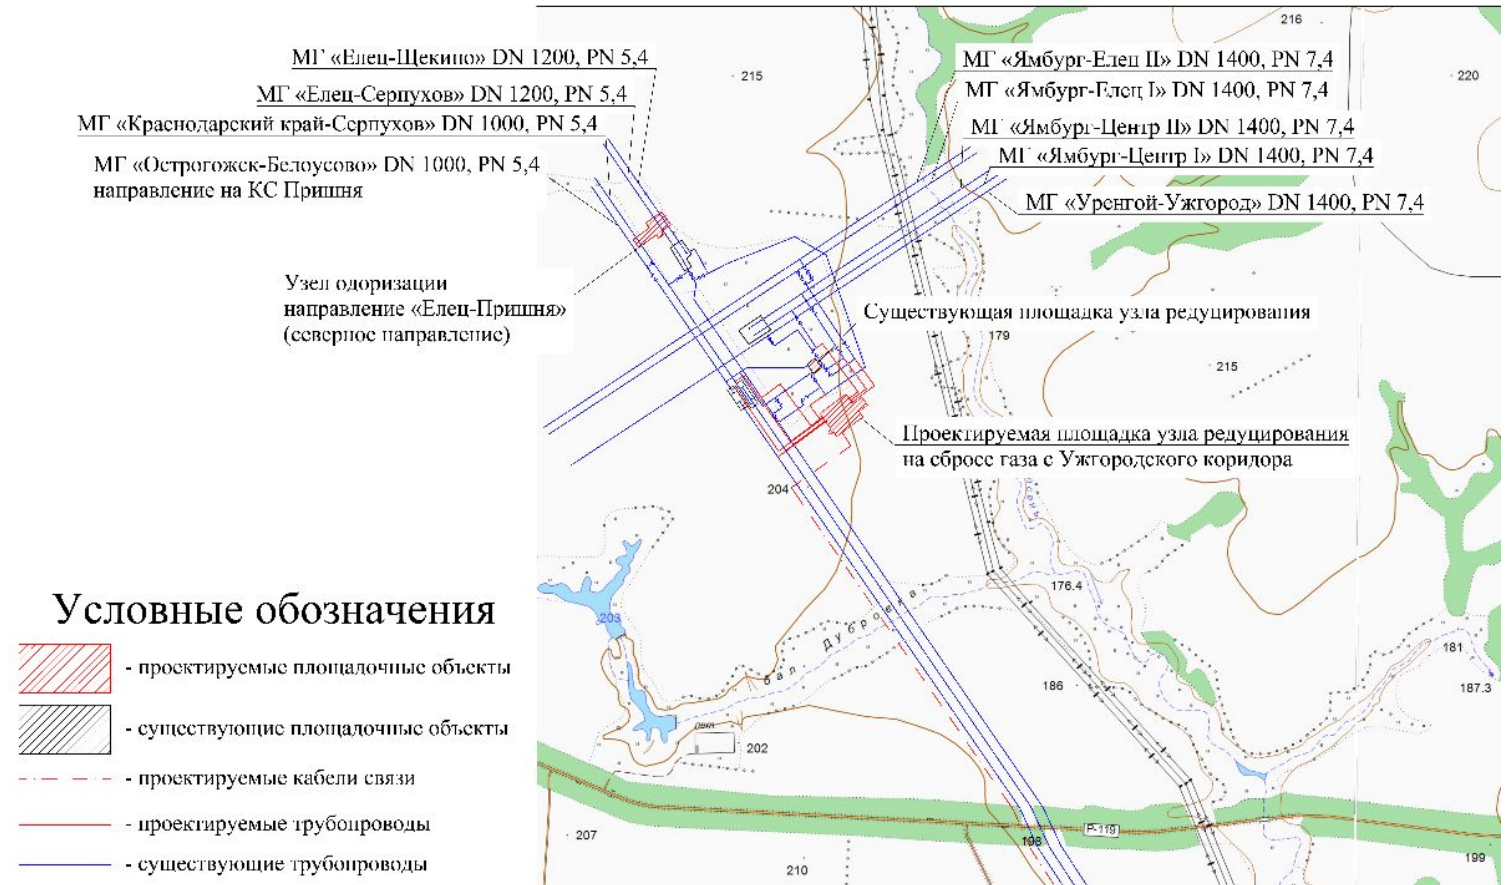 МГ «Елец-Щекино» DN 1200, PN 5,4
МГ «Елец-Серпухов» DN 1200, PN 5,4
МГ «Краснодарский край-Серпухов» DN 1000, PN 5,4
МГ «Острогожск-Белоусово» DN 1000, PN 5,4
направление на КС Пришня
Узел одоризации
направление «Елец-Пришня»
(северное направление)
МГ «Ямбург-Елец II» DN 1400, PN 7,4
МГ «Ямбург-Елец I» DN 1400, PN 7,4
МГ «Ямбург-Центр II» DN 1400, PN 7,4
МГ «Ямбург-Центр I» DN 1400, PN 7,4
МГ «Уренгой-Ужгород» DN 1400, PN 7,4
216
215
220
Существующая площадка узла редуцирования
179
215
Проектируемая площадка узла редуцирования
на сброс газа с Ужгородского коридора
204
176.4
203
бал. Дубровка
186
181
187.3
202
Р-119
198
207
210
199
Условные обозначения
- проектируемые площадочные объекты
- существующие площадочные объекты
- проектируемые кабели связи
- проектируемые трубопроводы
- существующие трубопроводы